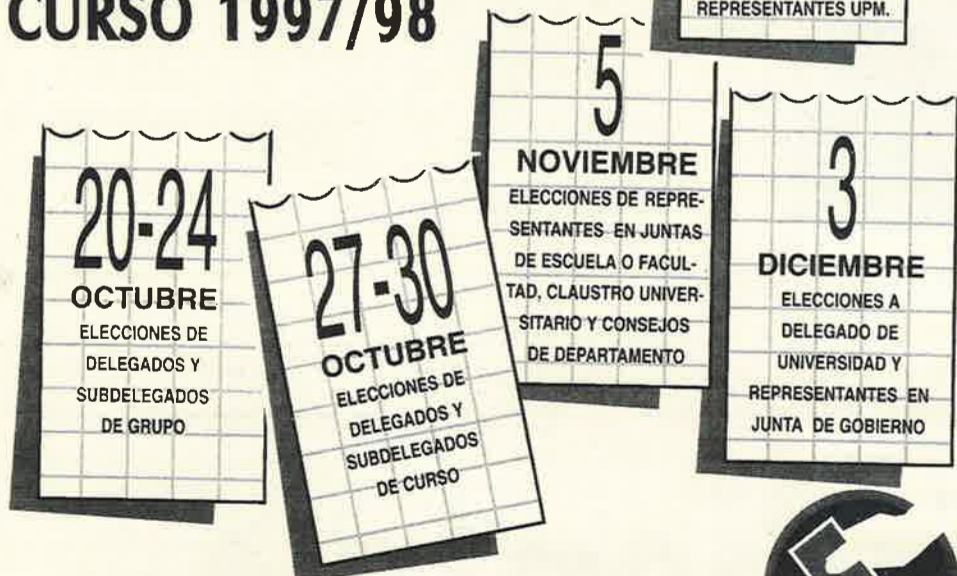 CURSO 1997/98
REPRESENTANTES UPM.
20-24
OCTUBRE
ELECCIONES DE
DELEGADOS Y
SUBDELEGADOS
DE GRUPO
27-30
OCTUBRE
ELECCIONES DE
DELEGADOS Y
SUBDELEGADOS
DE CURSO
5
NOVIEMBRE
ELECCIONES DE REPRE-
SENTANTES EN JUNTAS
DE ESCUELA O FACUL-
TAD, CLAUSTRO UNIVER-
SITARIO Y CONSEJOS
DE DEPARTAMENTO
3
DICIEMBRE
ELECCIONES A
DELEGADO DE
UNIVERSIDAD Y
REPRESENTANTES EN
JUNTA DE GOBIERNO